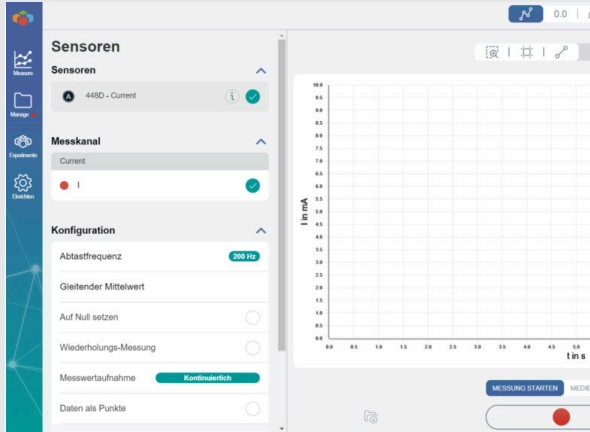 0.0
Sensoren
Sensoren
A 448D - Current i
Messkanal
Current
I
Konfiguration
Abtastfrequenz 200 Hz
Gleitender Mittelwert
Auf Null setzen
Wiederholungs-Messung
Messwertaufnahme Kontinuierlich
Daten als Punkte
Measure
Manage
Experimente
Einrichten
I in mA
10.0
9.5
9.0
8.5
8.0
7.5
7.0
6.5
6.0
5.5
5.0
4.5
4.0
3.5
3.0
2.5
2.0
1.5
1.0
0.5
0.0
0.0 0.5 1.0 1.5 2.0 2.5 3.0 3.5 4.0 4.5 5.0
t in s
MESSUNG STARTEN MEDIE